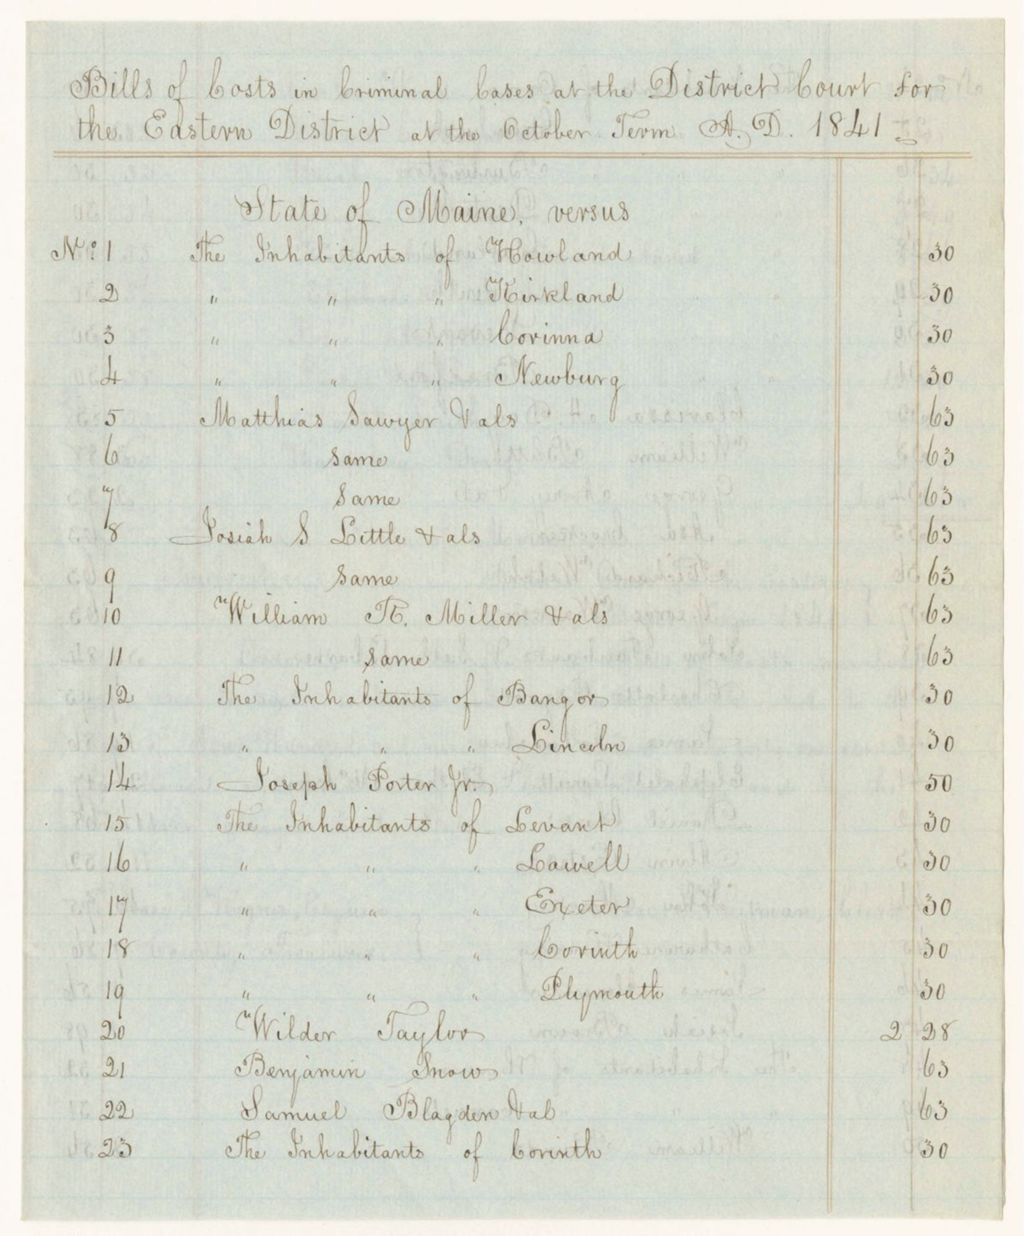 Bills of Costs in Criminal Cases at the District Court for
the Eastern District at the October Term A. D. 1841
State of Maine, versus
No. 1 The Inhabitants of Howland 30
2 " " " Kirkland 30
3 " " " Corinna 30
4 " " " Newburg 30
5 Matthias Sawyer & als 63
6 same 63
7 same 63
8 Josiah S Little & als 63
9 same 63
10 William R. Miller & als 63
11 same 63
12 The Inhabitants of Bangor 30
13 " " " Lincoln 30
14 Joseph Porter Jr. 50
15 The Inhabitants of Levant 30
16 " " " Lowell 30
17 " " " Exeter 30
18 " " " Corinth 30
19 " " " Plymouth 30
20 Wilder Taylor 2 28
21 Benjamin Snow 63
22 Samuel Blagden & al 63
23 The Inhabitants of Corinth 30